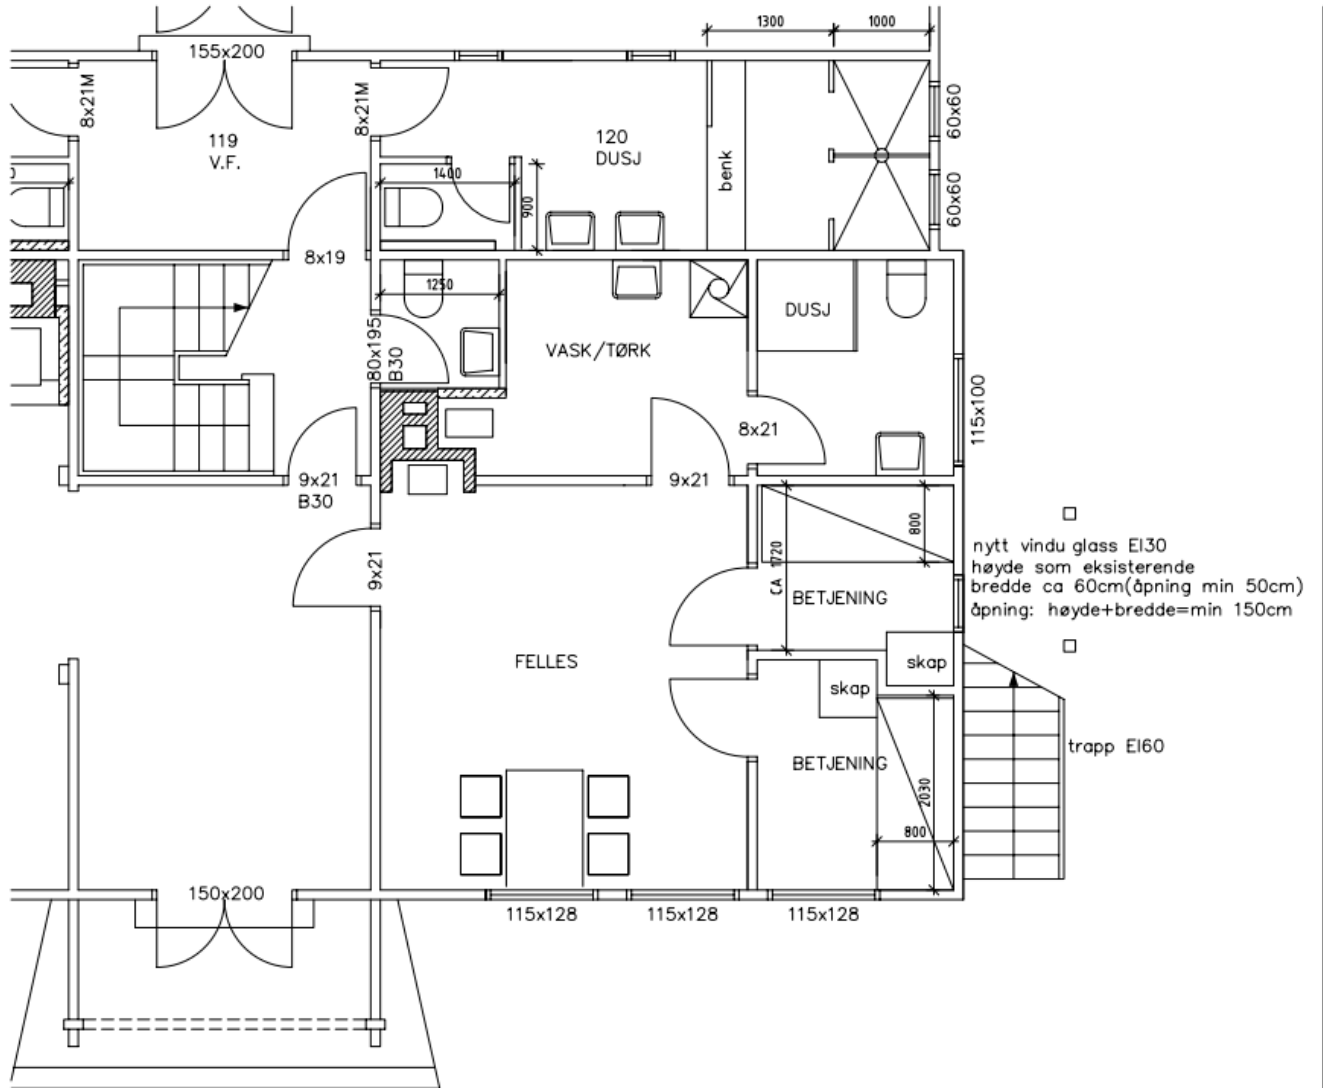 1300
1000
155x200
8x21M
8x21M
60x60
119
V.F.
120
DUSJ
benk
1400
900
60x60
8x19
1250
DUSJ
80x195
B30
VASK/TØRK
115x100
8x21
9x21
B30
9x21
9x21
CA 1720
800
nytt vindu glass EI30
høyde som eksisterende
bredde ca 60cm(åpning min 50cm)
åpning: høyde+bredde=min 150cm
BETJENING
FELLES
skap
skap
trapp EI60
BETJENING
2030
800
150x200
115x128
115x128
115x128